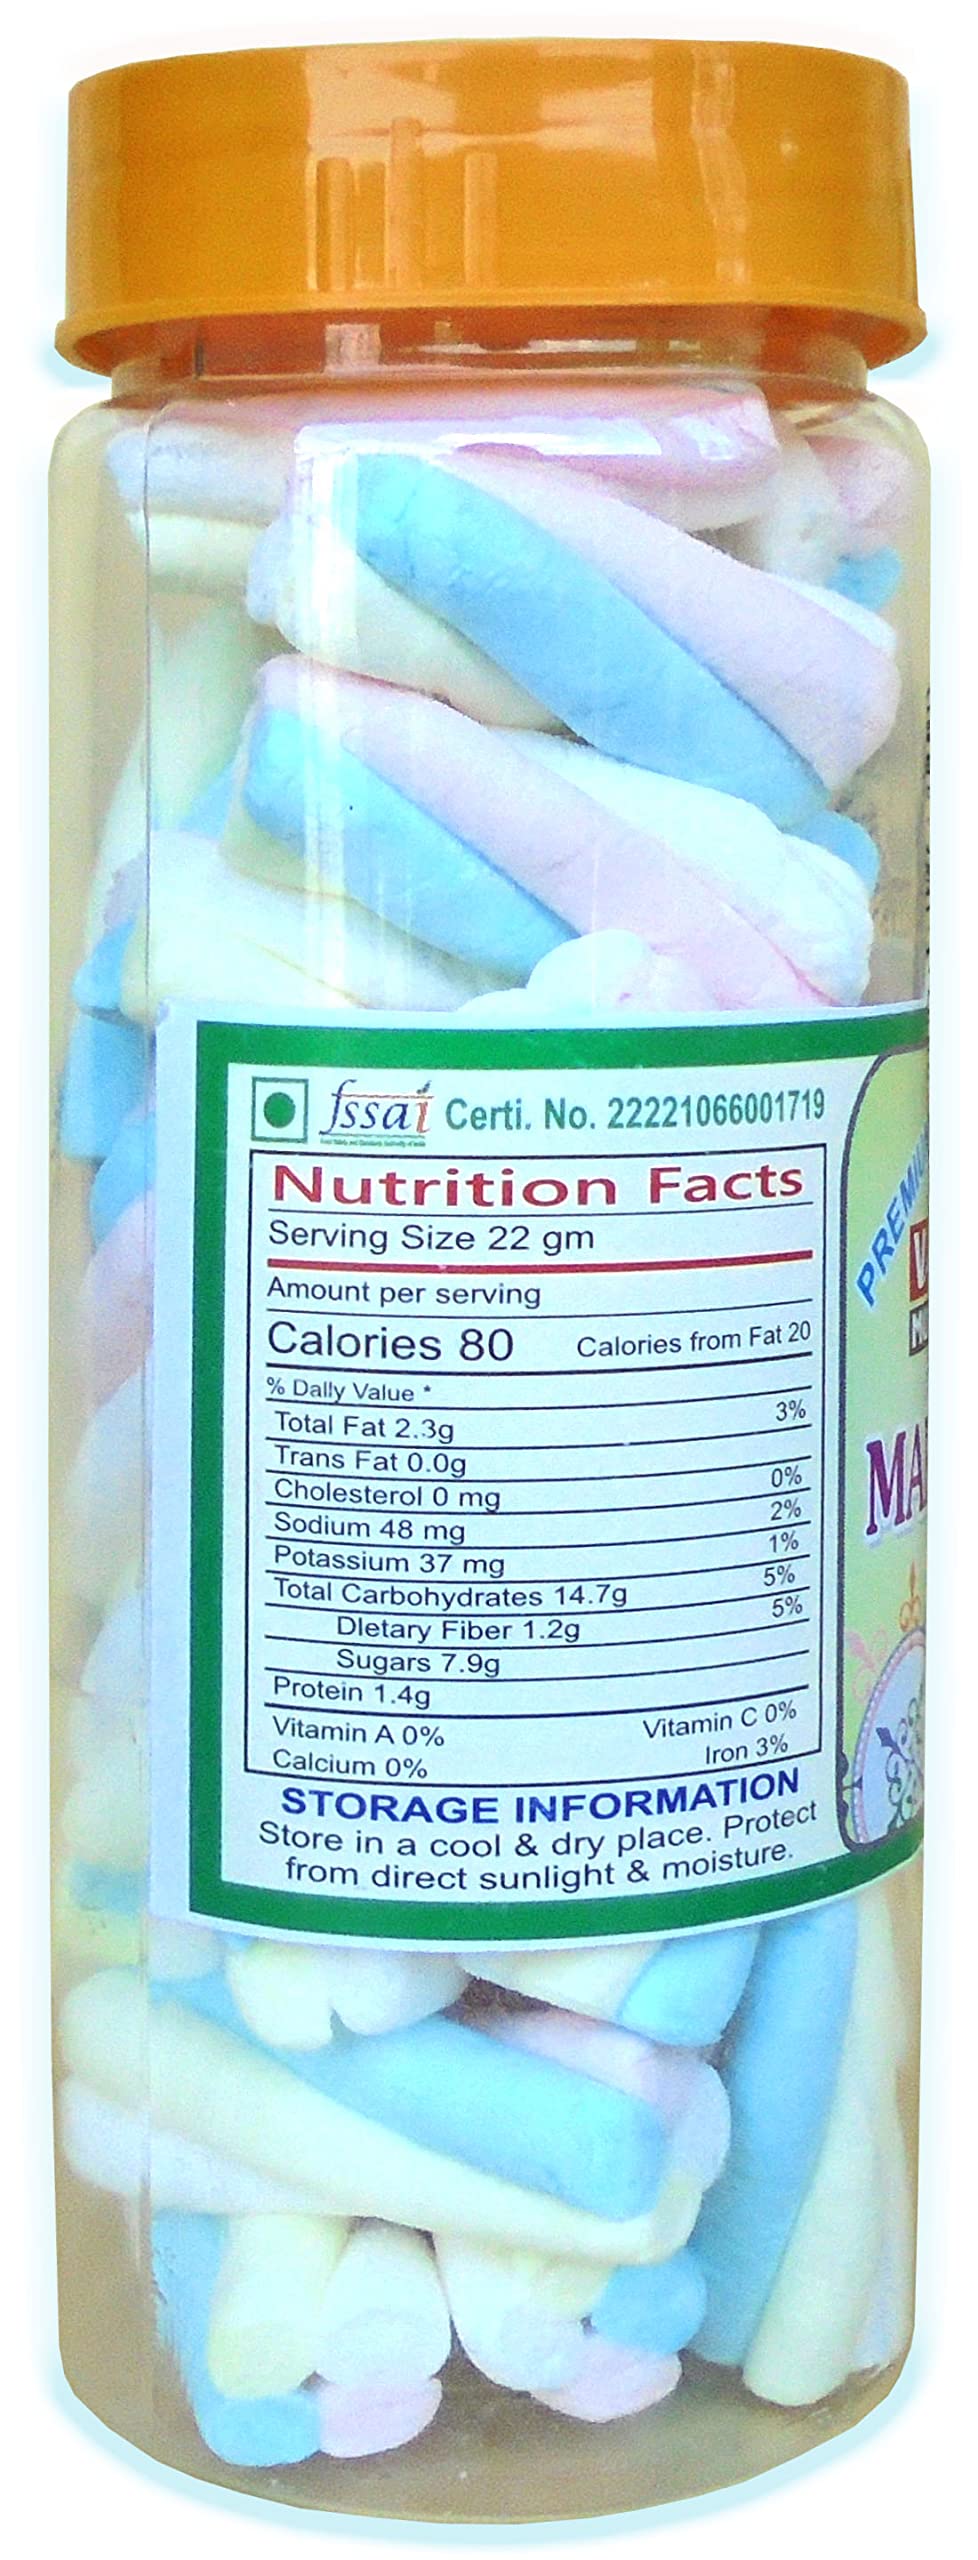 fssai Certi. No. 22221066001719
Nutrition Facts
Serving Size 22 gm
Amount per serving
Calories 80 Calories from Fat 20
% Dally Value *
Total Fat 2.3g 3%
Trans Fat 0.0g
Cholesterol 0 mg 0%
Sodium 48 mg 2%
Potassium 37 mg 1%
Total Carbohydrates 14.7g 5%
Dletary Fiber 1.2g 5%
Sugars 7.9g
Protein 1.4g
Vitamin A 0% Vitamin C 0%
Calcium 0% Iron 3%
STORAGE INFORMATION
Store in a cool & dry place. Protect
from direct sunlight & moisture.
PREMIU
MA